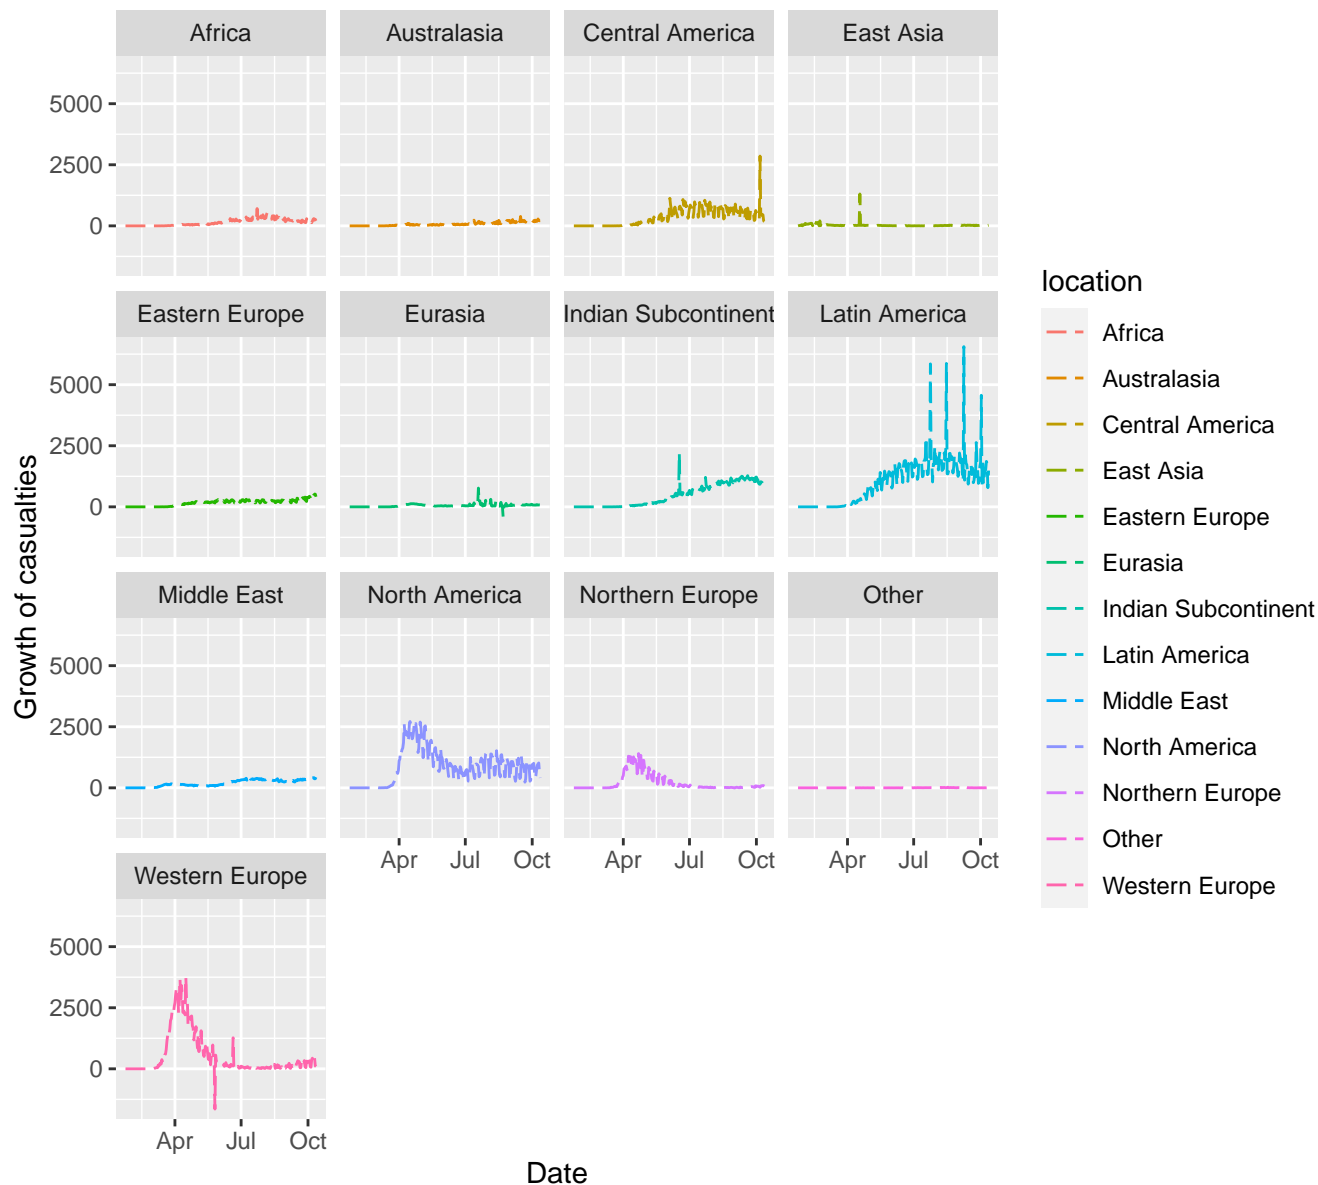 Africa
Australasia
Central America
East Asia
5000
2500
0
Eastern Europe
Eurasia
Indian Subcontinent
Latin America
5000
2500
0
Middle East
North America
Northern Europe
Other
5000
2500
0
Apr Jul Oct
Apr Jul Oct
Apr Jul Oct
Western Europe
5000
2500
0
Apr Jul Oct
Growth of casualties
Date
location
Africa
Australasia
Central America
East Asia
Eastern Europe
Eurasia
Indian Subcontinent
Latin America
Middle East
North America
Northern Europe
Other
Western Europe